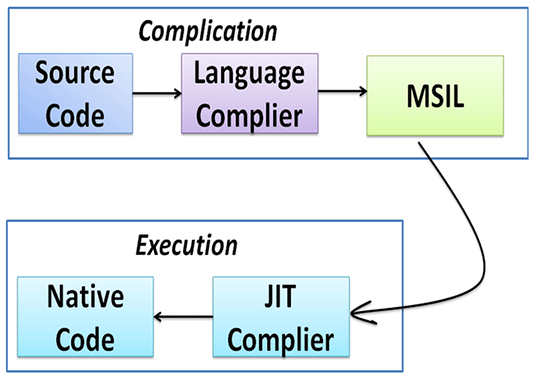 Complication
Source
Code
Language
Complier
MSIL
Execution
Native
Code
JIT
Complier